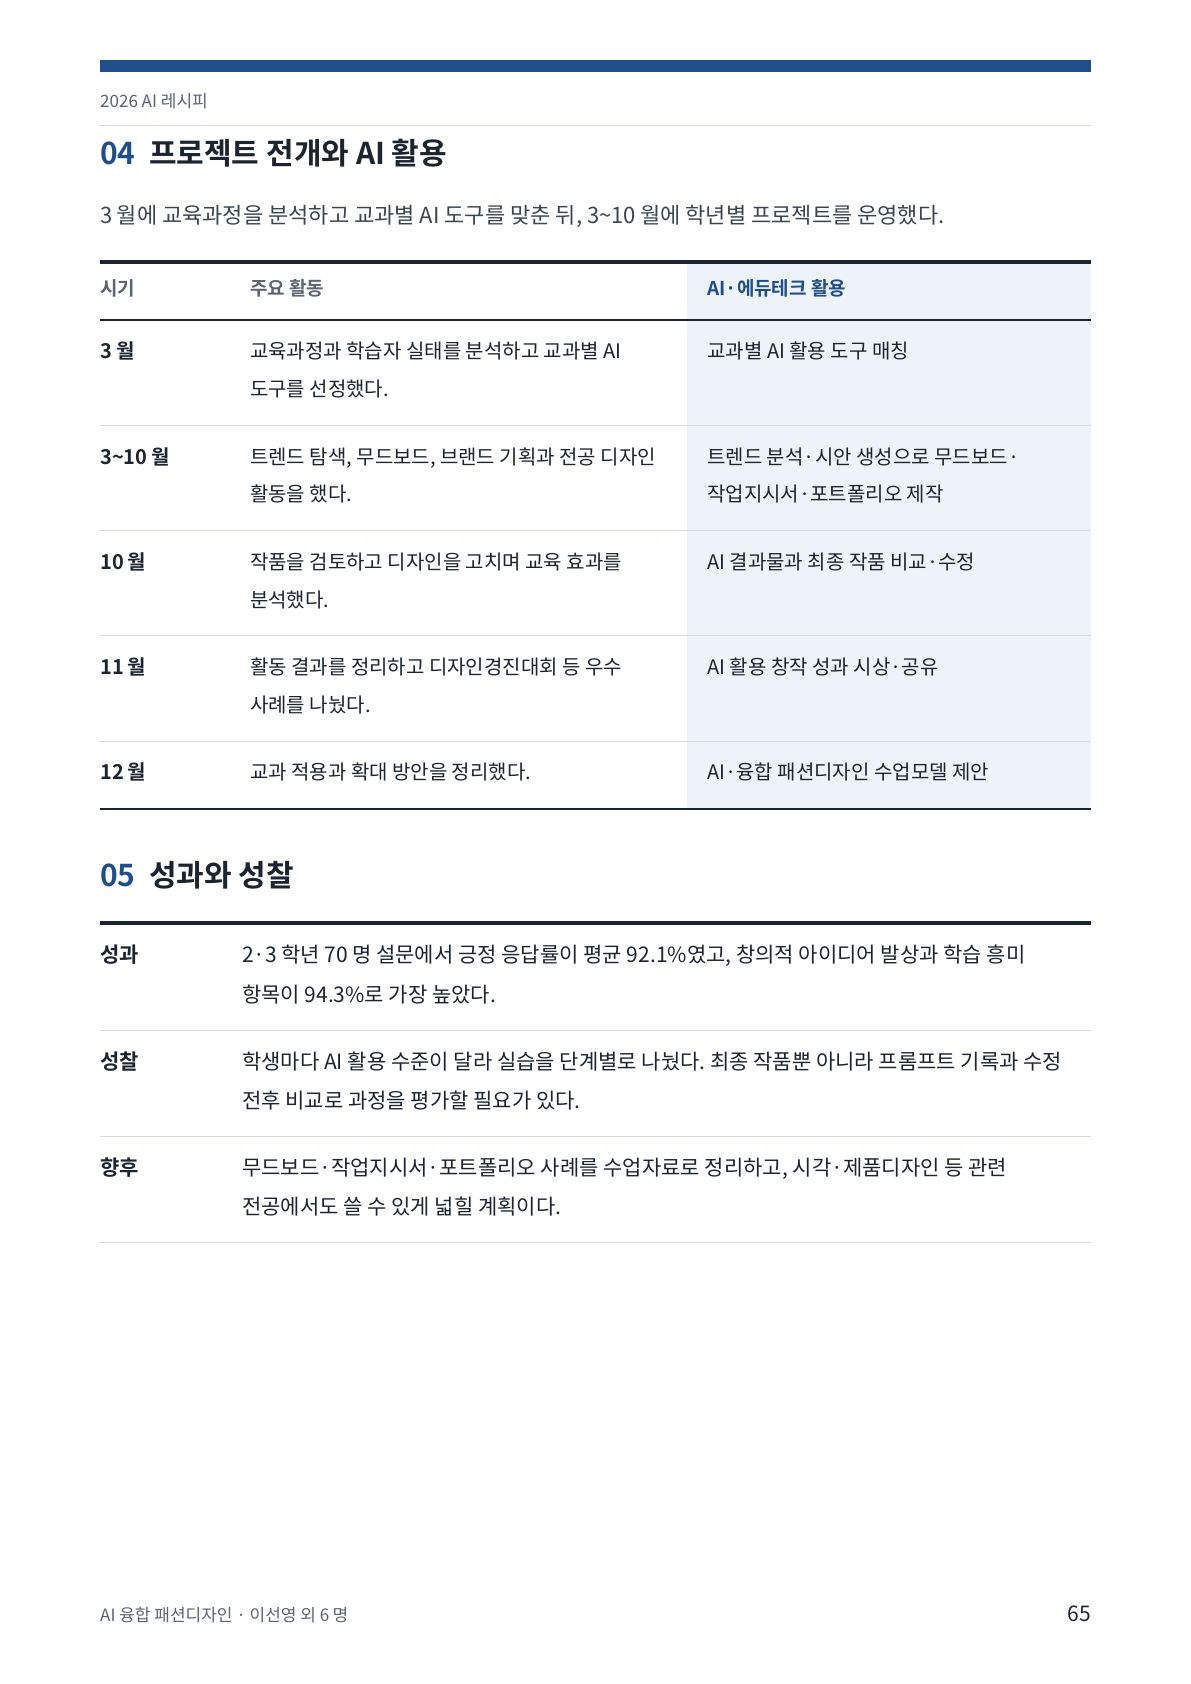 2026 AI 레시피
04 프로젝트 전개와 AI 활용
3월에 교육과정을 분석하고 교과별 AI 도구를 맞춘 뒤, 3~10월에 학년별 프로젝트를 운영했다.
시기 주요 활동 AI·에듀테크 활용
3월 교육과정과 학습자 실태를 분석하고 교과별 AI 교과별 AI 활용 도구 매칭
도구를 선정했다.
3~10월 트렌드 탐색, 무드보드, 브랜드 기획과 전공 디자인 트렌드 분석·시안 생성으로 무드보드·
활동을 했다. 작업지시서·포트폴리오 제작
10월 작품을 검토하고 디자인을 고치며 교육 효과를 AI 결과물과 최종 작품 비교·수정
분석했다.
11월 활동 결과를 정리하고 디자인경진대회 등 우수 AI 활용 창작 성과 시상·공유
사례를 나눴다.
12월 교과 적용과 확대 방안을 정리했다. AI·융합 패션디자인 수업모델 제안
05 성과와 성찰
성과 2·3학년 70명 설문에서 긍정 응답률이 평균 92.1%였고, 창의적 아이디어 발상과 학습 흥미
항목이 94.3%로 가장 높았다.
성찰 학생마다 AI 활용 수준이 달라 실습을 단계별로 나눴다. 최종 작품뿐 아니라 프롬프트 기록과 수정
전후 비교로 과정을 평가할 필요가 있다.
향후 무드보드·작업지시서·포트폴리오 사례를 수업자료로 정리하고, 시각·제품디자인 등 관련
전공에서도 쓸 수 있게 넓힐 계획이다.
AI 융합 패션디자인 · 이선영 외 6명 65